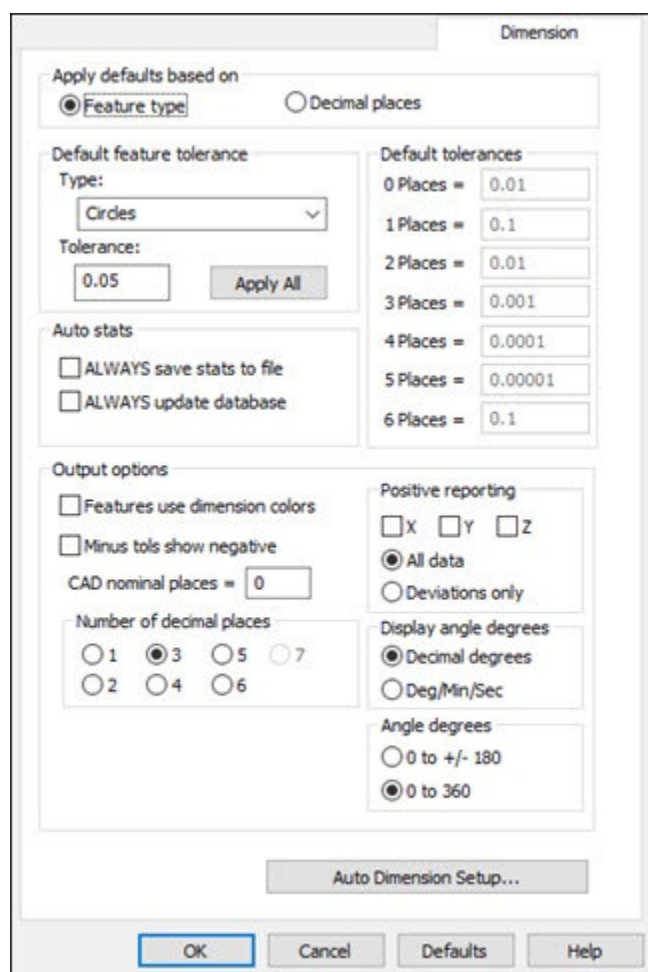 Dimension
Apply defaults based on
Feature type
Decimal places
Default feature tolerance
Type:
Circles
Tolerance:
0.05
Apply All
Default tolerances
0 Places = 0.01
1 Places = 0.1
2 Places = 0.01
3 Places = 0.001
4 Places = 0.0001
5 Places = 0.00001
6 Places = 0.1
Auto stats
ALWAYS save stats to file
ALWAYS update database
Output options
Features use dimension colors
Minus tols show negative
CAD nominal places = 0
Number of decimal places
1 3 5 7
2 4 6
Positive reporting
X Y Z
All data
Deviations only
Display angle degrees
Decimal degrees
Deg/Min/Sec
Angle degrees
0 to +/- 180
0 to 360
Auto Dimension Setup...
OK Cancel Defaults Help